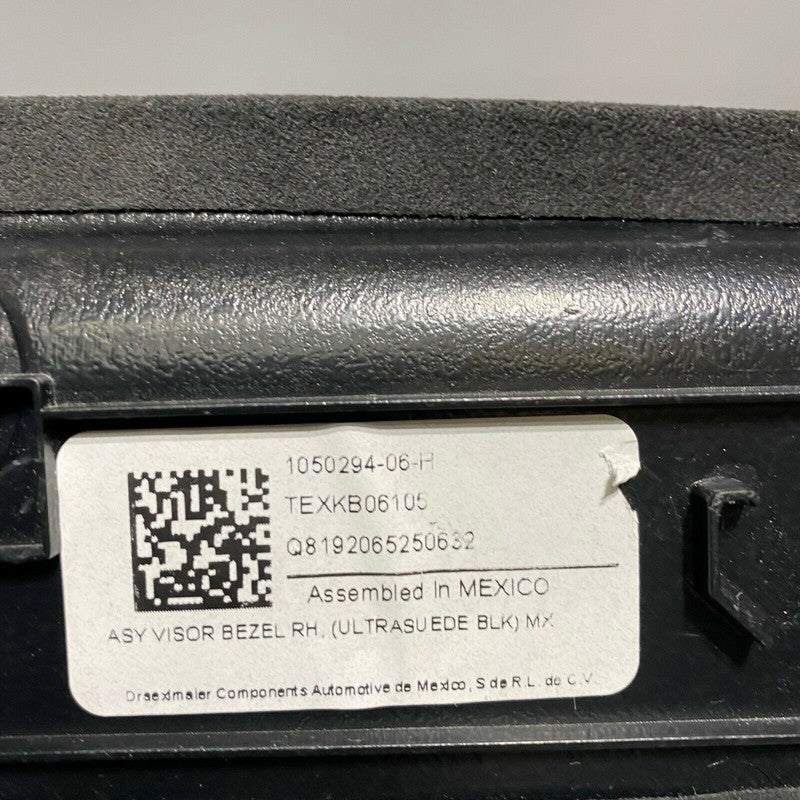 1050294-06-H
TEXKB06105
Q8192065250632
Assembled In MEXICO
ASY VISOR BEZEL RH, (ULTRASUEDE BLK) MX
Draexlmaier Components Automotive de Mexico, S de R.L. de C.V.